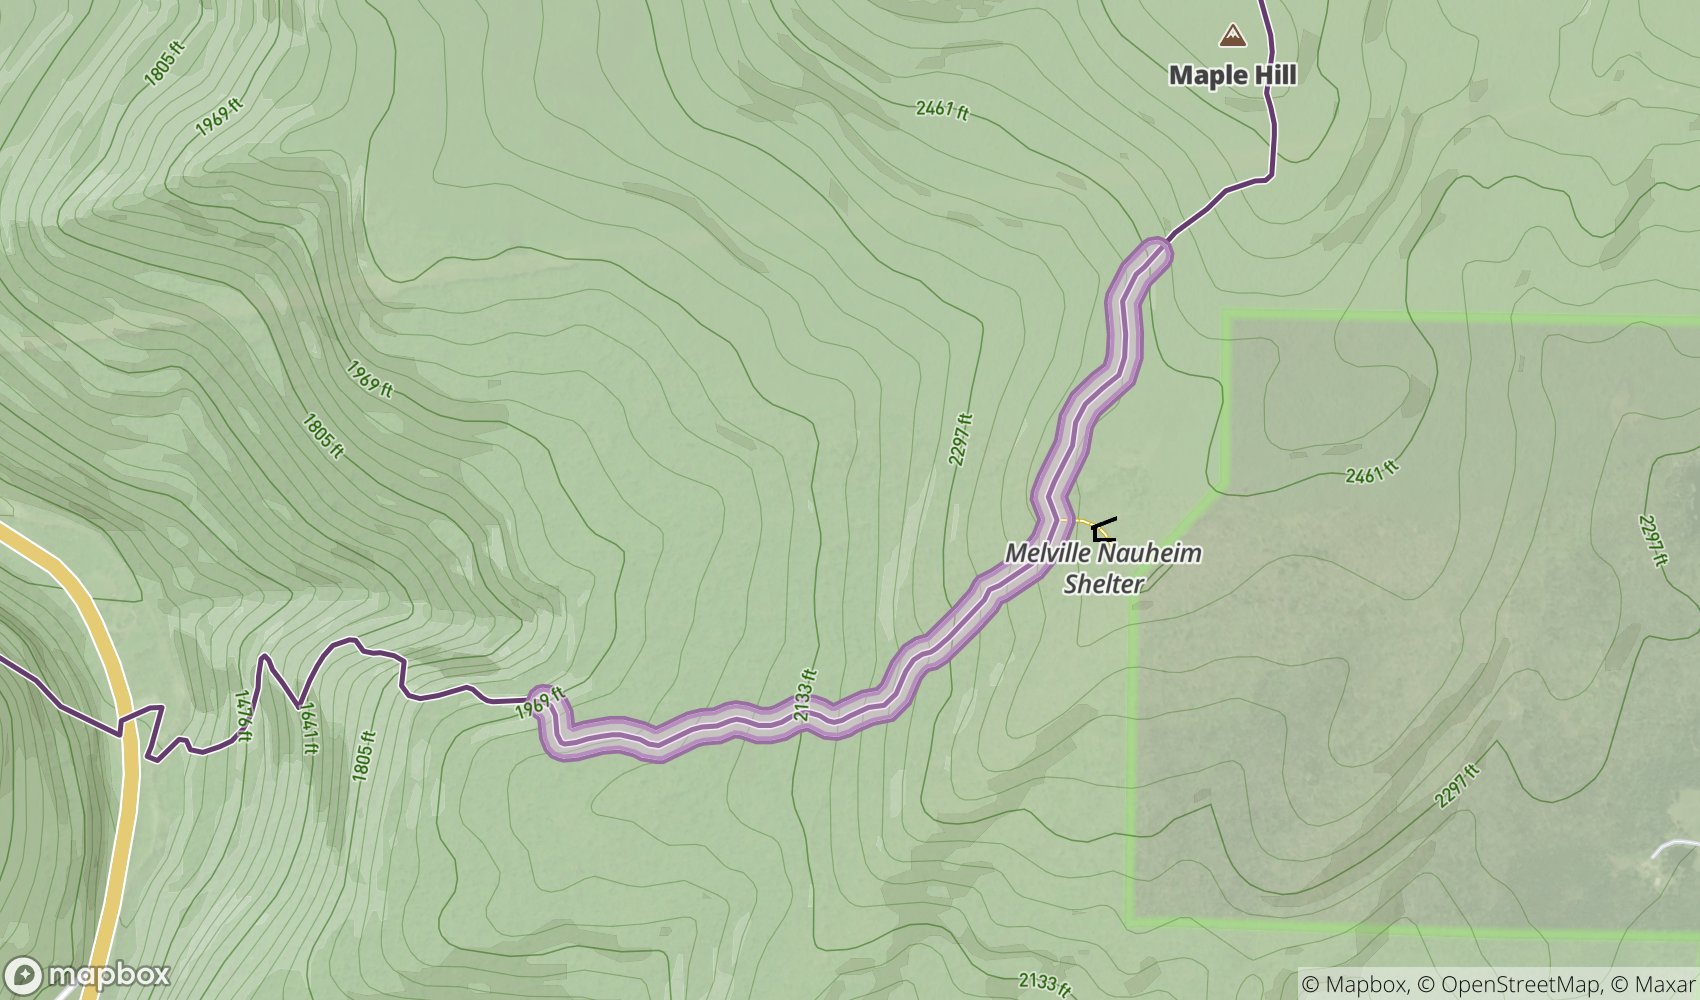 1805 ft
Maple Hill
1969 ft
2461 ft
1969 ft
1805 ft
2297 ft
2461 ft
2297 ft
Melville Nauheim
Shelter
1969 ft
2133 ft
1476 ft
1641 ft
1805 ft
2297 ft
mapbox
2133 ft
© Mapbox, © OpenStreetMap, © Maxar